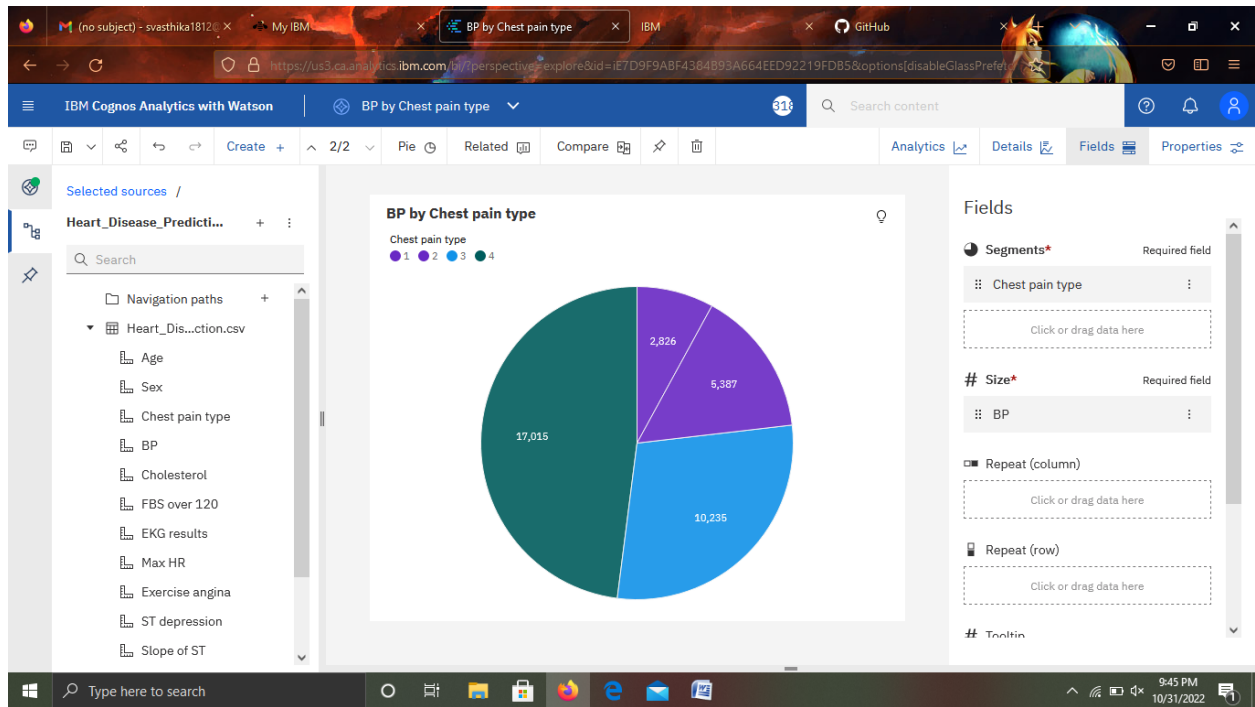 (no subject) - svasthika1812 × My IBM × BP by Chest pain type × IBM × GitHub ×
https://us3.ca.analytics.ibm.com/bi/?perspective=explore&id=iE7D9F9ABF4384B93A664EED92219FDB5&options[disableGlassPref
IBM Cognos Analytics with Watson BP by Chest pain type 318 Search content
Create + 2/2 Pie Related Compare Analytics Details Fields Properties
Selected sources /
Heart_Disease_Predicti... +
Search
Navigation paths +
Heart_Dis...ction.csv
Age
Sex
Chest pain type
BP
Cholesterol
FBS over 120
EKG results
Max HR
Exercise angina
ST depression
Slope of ST
BP by Chest pain type
Chest pain type
1 2 3 4
2,826
5,387
17,015
10,235
Fields
Segments* Required field
Chest pain type
Click or drag data here
# Size* Required field
BP
Repeat (column)
Click or drag data here
Repeat (row)
Click or drag data here
# Tooltip
Type here to search
9:45 PM
10/31/2022
1